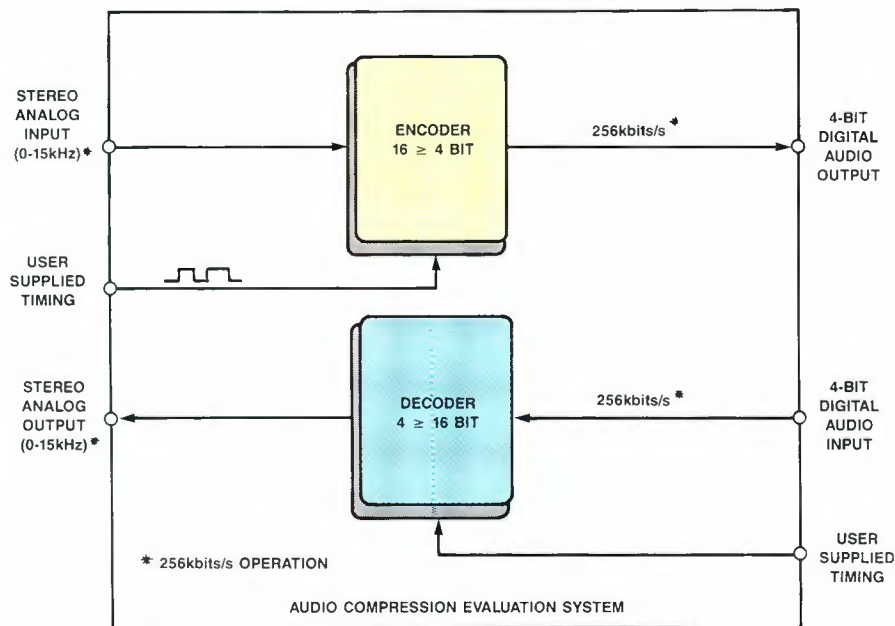 STEREO
ANALOG
INPUT
(0-15kHz)*
ENCODER
16 ≥ 4 BIT
256kbits/s *
4-BIT
DIGITAL
AUDIO
OUTPUT
USER
SUPPLIED
TIMING
STEREO
ANALOG
OUTPUT
(0-15kHz)*
DECODER
4 ≥ 16 BIT
256kbits/s *
4-BIT
DIGITAL
AUDIO
INPUT
USER
SUPPLIED
TIMING
* 256kbits/s OPERATION
AUDIO COMPRESSION EVALUATION SYSTEM